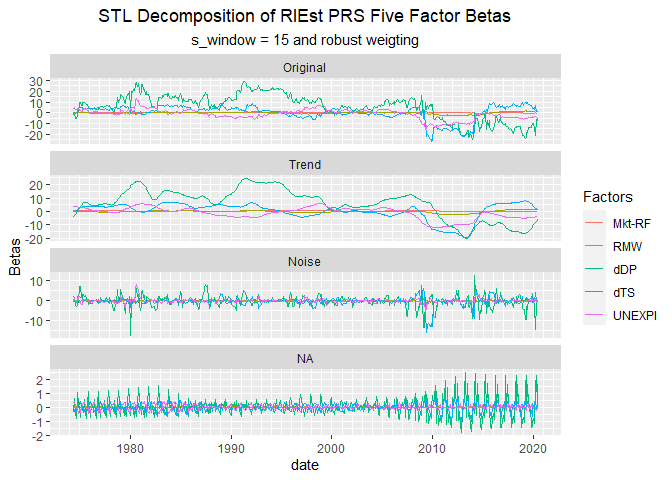 STL Decomposition of RIEst PRS Five Factor Betas
s_window = 15 and robust weigting
Original
30
20
10
0
-10
-20
Trend
20
10
0
-10
-20
Noise
10
0
-10
NA
2
1
0
-1
-2
Betas
1980
1990
2000
2010
2020
date
Factors
Mkt-RF
RMW
dDP
dTS
UNEXPI